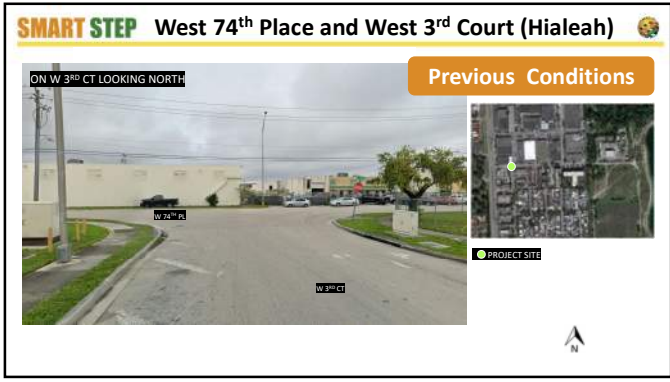 SMART STEP West 74th Place and West 3rd Court (Hialeah)
Previous Conditions
ON W 3RD CT LOOKING NORTH
W 74TH PL
W 3RD CT
PROJECT SITE
N